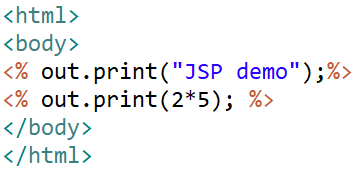 <html>
<body>
<% out.print("JSP demo");%>
<% out.print(2*5); %>
</body>
</html>